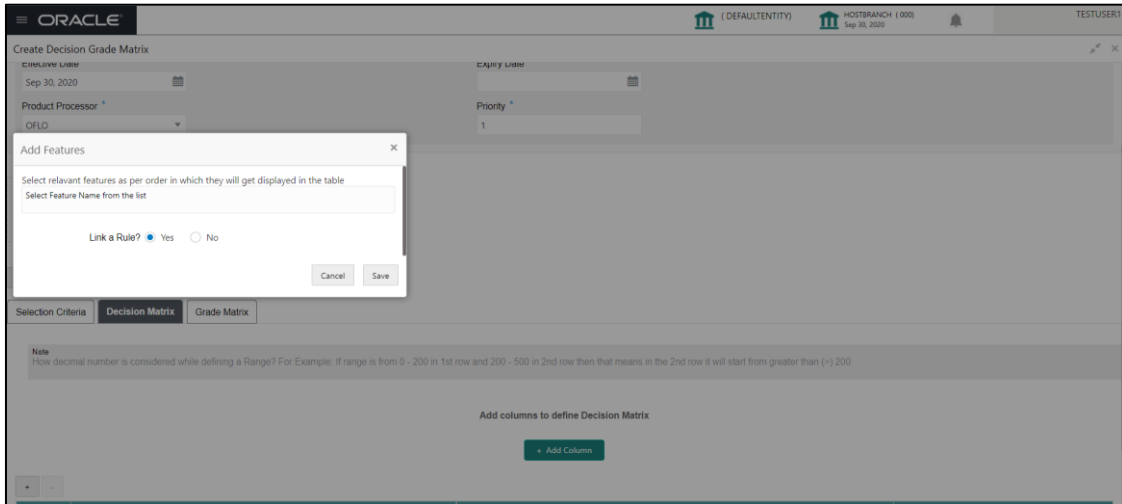 ORACLE
( DEFAULTENTITY)
HOSTBRANCH ( 000)
Sep 30, 2020
TESTUSER1
Create Decision Grade Matrix
Effective Date
Expiry Date
Sep 30, 2020
Product Processor *
Priority *
OFLO
1
Add Features
Select relavant features as per order in which they will get displayed in the table
Select Feature Name from the list
Link a Rule? Yes No
Cancel Save
Selection Criteria Decision Matrix Grade Matrix
Note
How decimal number is considered while defining a Range? For Example: If range is from 0 - 200 in 1st row and 200 - 500 in 2nd row then that means in the 2nd row it will start from greater than (>) 200.
Add columns to define Decision Matrix
+ Add Column
+ -